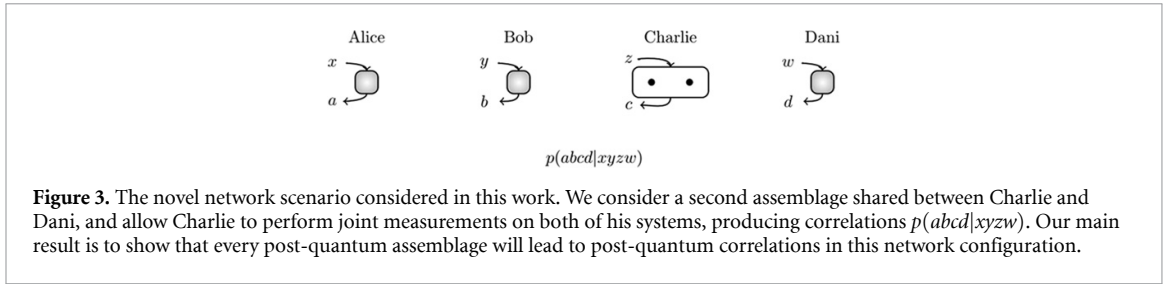 Alice Bob Charlie Dani
x y z w
a b c d
p(abcd|xyzw)
Figure 3. The novel network scenario considered in this work. We consider a second assemblage shared between Charlie and
Dani, and allow Charlie to perform joint measurements on both of his systems, producing correlations p(abcd|xyzw). Our main
result is to show that every post-quantum assemblage will lead to post-quantum correlations in this network configuration.